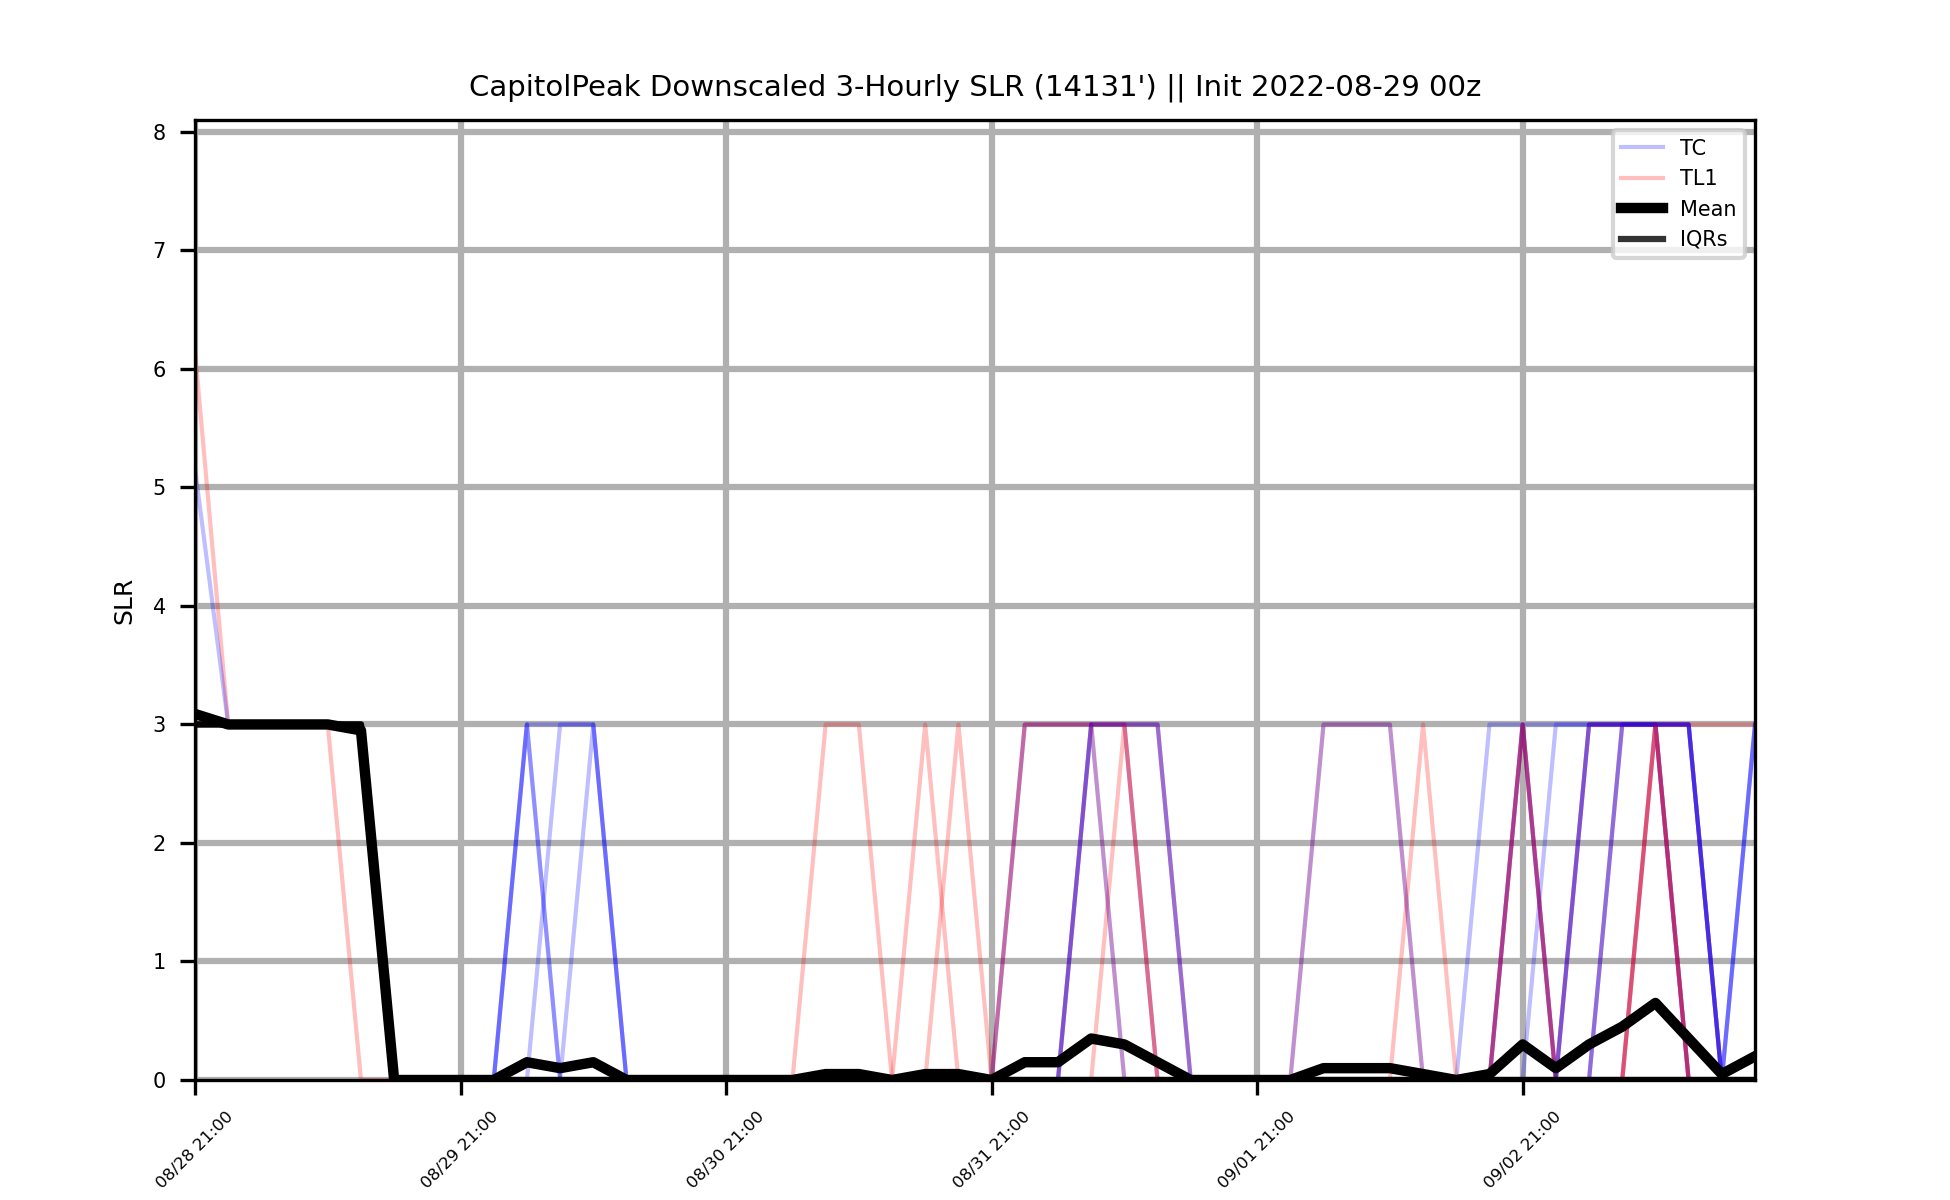 CapitolPeak Downscaled 3-Hourly SLR (14131') || Init 2022-08-29 00z
8
7
6
5
4
3
2
1
0
SLR
TC
TL1
Mean
IQRs
08/28 21:00
08/29 21:00
08/30 21:00
08/31 21:00
09/01 21:00
09/02 21:00